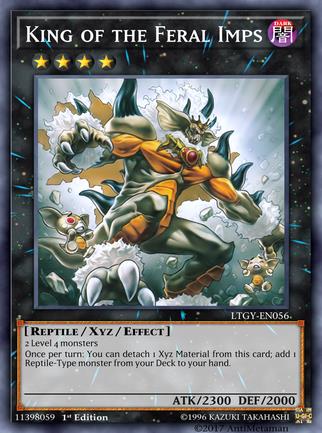 King of the Feral Imps
DARK
闇
LTGY-EN056
[Reptile / Xyz / Effect]
2 Level 4 monsters
Once per turn: You can detach 1 Xyz Material from this card; add 1
Reptile-Type monster from your Deck to your hand.
ATK/2300 DEF/2000
11398059 1st Edition ©1996 KAZUKI TAKAHASHI
©2017 AntiMetaman